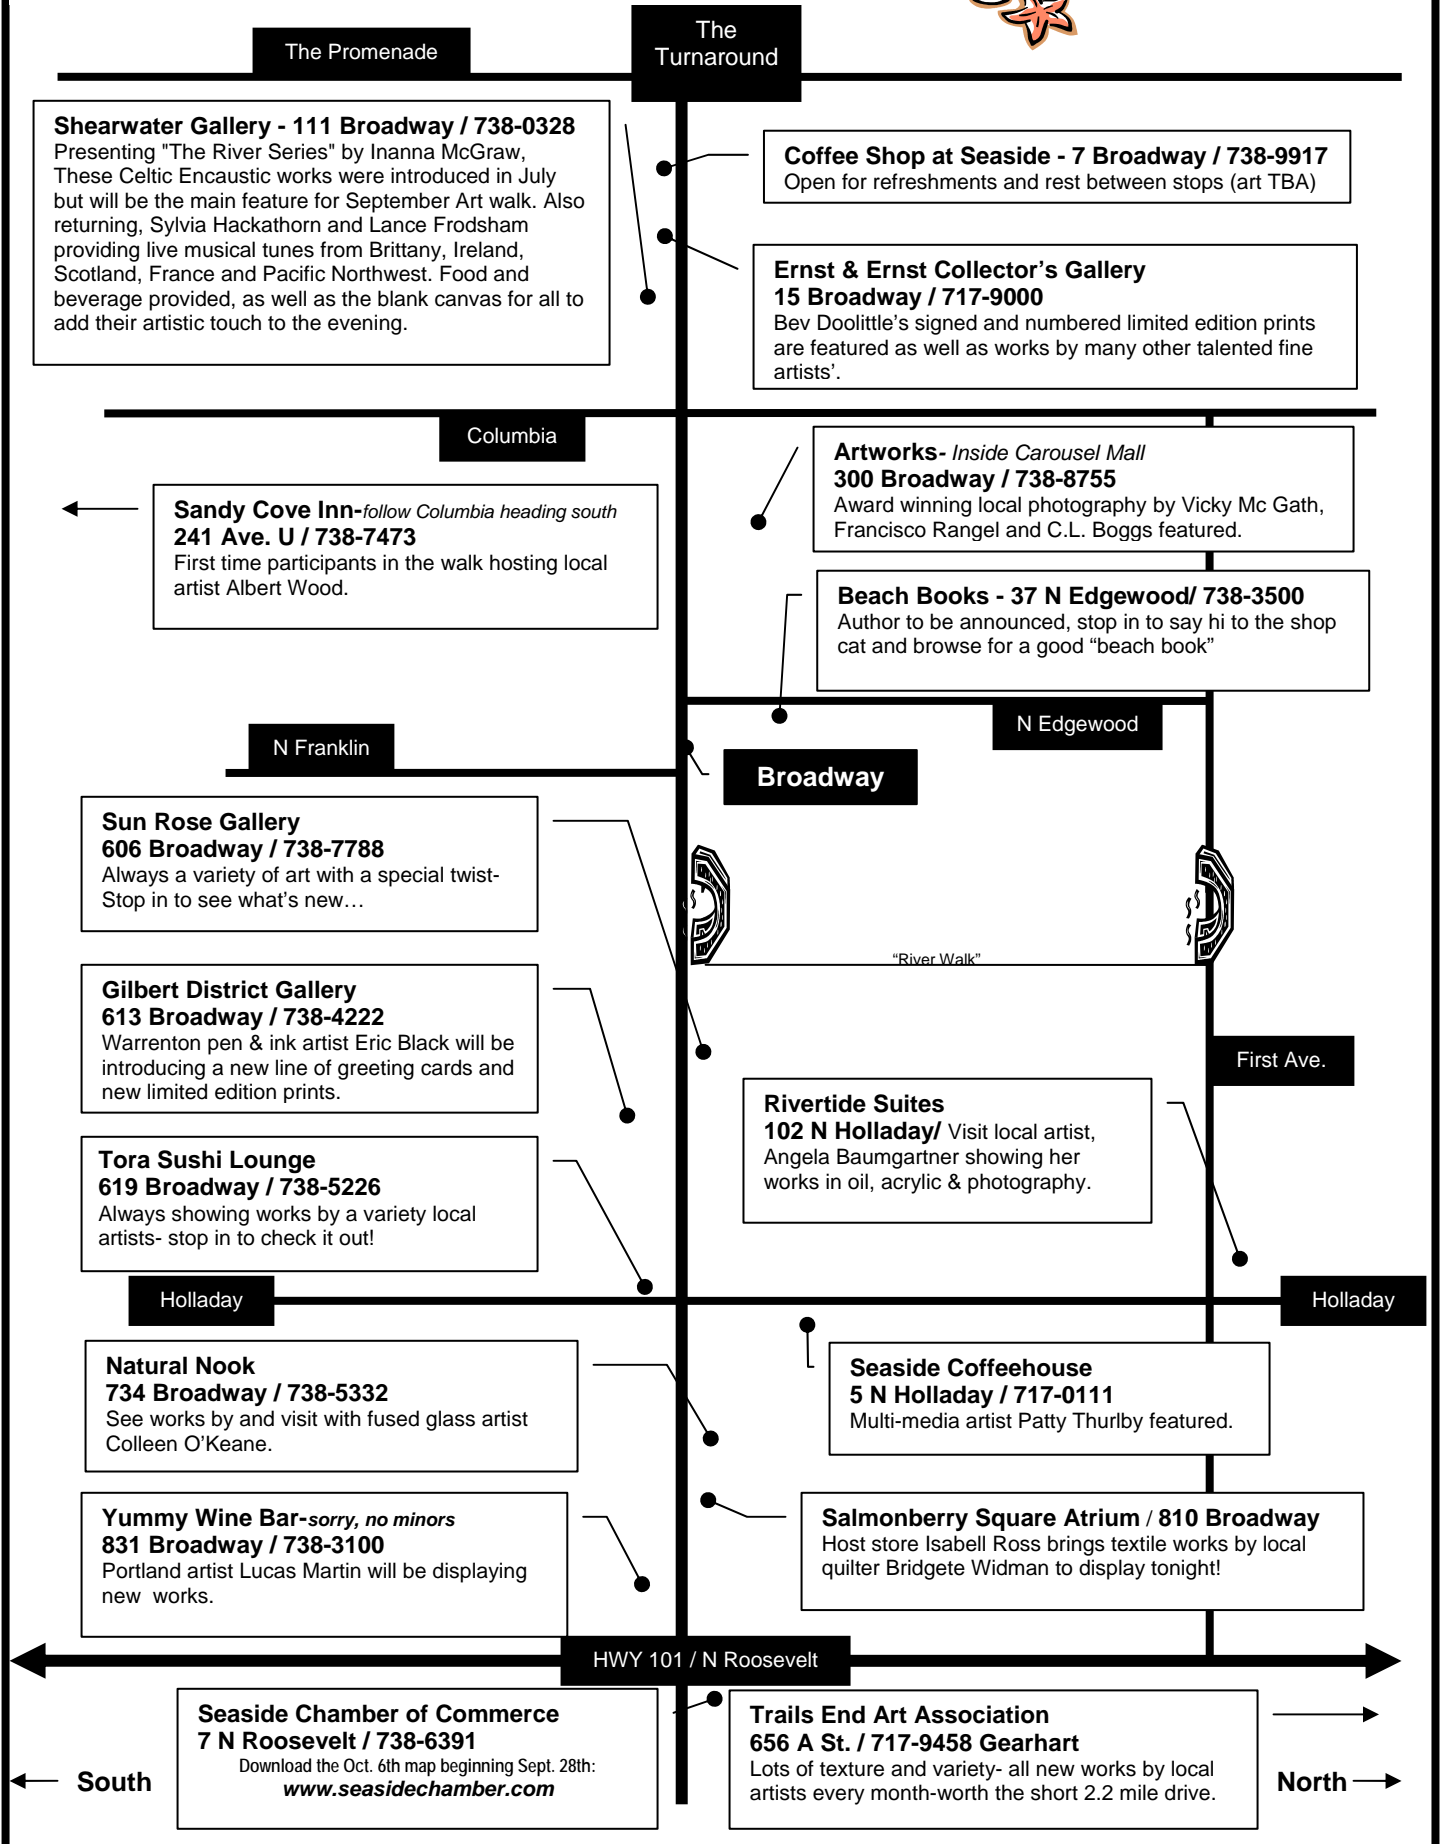 The Promenade
The
Turnaround
Shearwater Gallery - 111 Broadway / 738-0328
Presenting "The River Series" by Inanna McGraw,
These Celtic Encaustic works were introduced in July
but will be the main feature for September Art walk. Also
returning, Sylvia Hackathorn and Lance Frodsham
providing live musical tunes from Brittany, Ireland,
Scotland, France and Pacific Northwest. Food and
beverage provided, as well as the blank canvas for all to
add their artistic touch to the evening.
Coffee Shop at Seaside - 7 Broadway / 738-9917
Open for refreshments and rest between stops (art TBA)
Ernst & Ernst Collector’s Gallery
15 Broadway / 717-9000
Bev Doolittle’s signed and numbered limited edition prints
are featured as well as works by many other talented fine
artists’.
Columbia
Artworks- Inside Carousel Mall
300 Broadway / 738-8755
Award winning local photography by Vicky Mc Gath,
Francisco Rangel and C.L. Boggs featured.
Sandy Cove Inn-follow Columbia heading south
241 Ave. U / 738-7473
First time participants in the walk hosting local
artist Albert Wood.
Beach Books - 37 N Edgewood/ 738-3500
Author to be announced, stop in to say hi to the shop
cat and browse for a good “beach book”
N Edgewood
N Franklin
Broadway
Sun Rose Gallery
606 Broadway / 738-7788
Always a variety of art with a special twist-
Stop in to see what’s new…
“River Walk”
Gilbert District Gallery
613 Broadway / 738-4222
Warrenton pen & ink artist Eric Black will be
introducing a new line of greeting cards and
new limited edition prints.
First Ave.
Rivertide Suites
102 N Holladay/ Visit local artist,
Angela Baumgartner showing her
works in oil, acrylic & photography.
Tora Sushi Lounge
619 Broadway / 738-5226
Always showing works by a variety local
artists- stop in to check it out!
Holladay
Holladay
Natural Nook
734 Broadway / 738-5332
See works by and visit with fused glass artist
Colleen O’Keane.
Seaside Coffeehouse
5 N Holladay / 717-0111
Multi-media artist Patty Thurlby featured.
Yummy Wine Bar-sorry, no minors
831 Broadway / 738-3100
Portland artist Lucas Martin will be displaying
new works.
Salmonberry Square Atrium / 810 Broadway
Host store Isabell Ross brings textile works by local
quilter Bridgete Widman to display tonight!
HWY 101 / N Roosevelt
Seaside Chamber of Commerce
7 N Roosevelt / 738-6391
Download the Oct. 6th map beginning Sept. 28th:
www.seasidechamber.com
Trails End Art Association
656 A St. / 717-9458 Gearhart
Lots of texture and variety- all new works by local
artists every month-worth the short 2.2 mile drive.
South
North